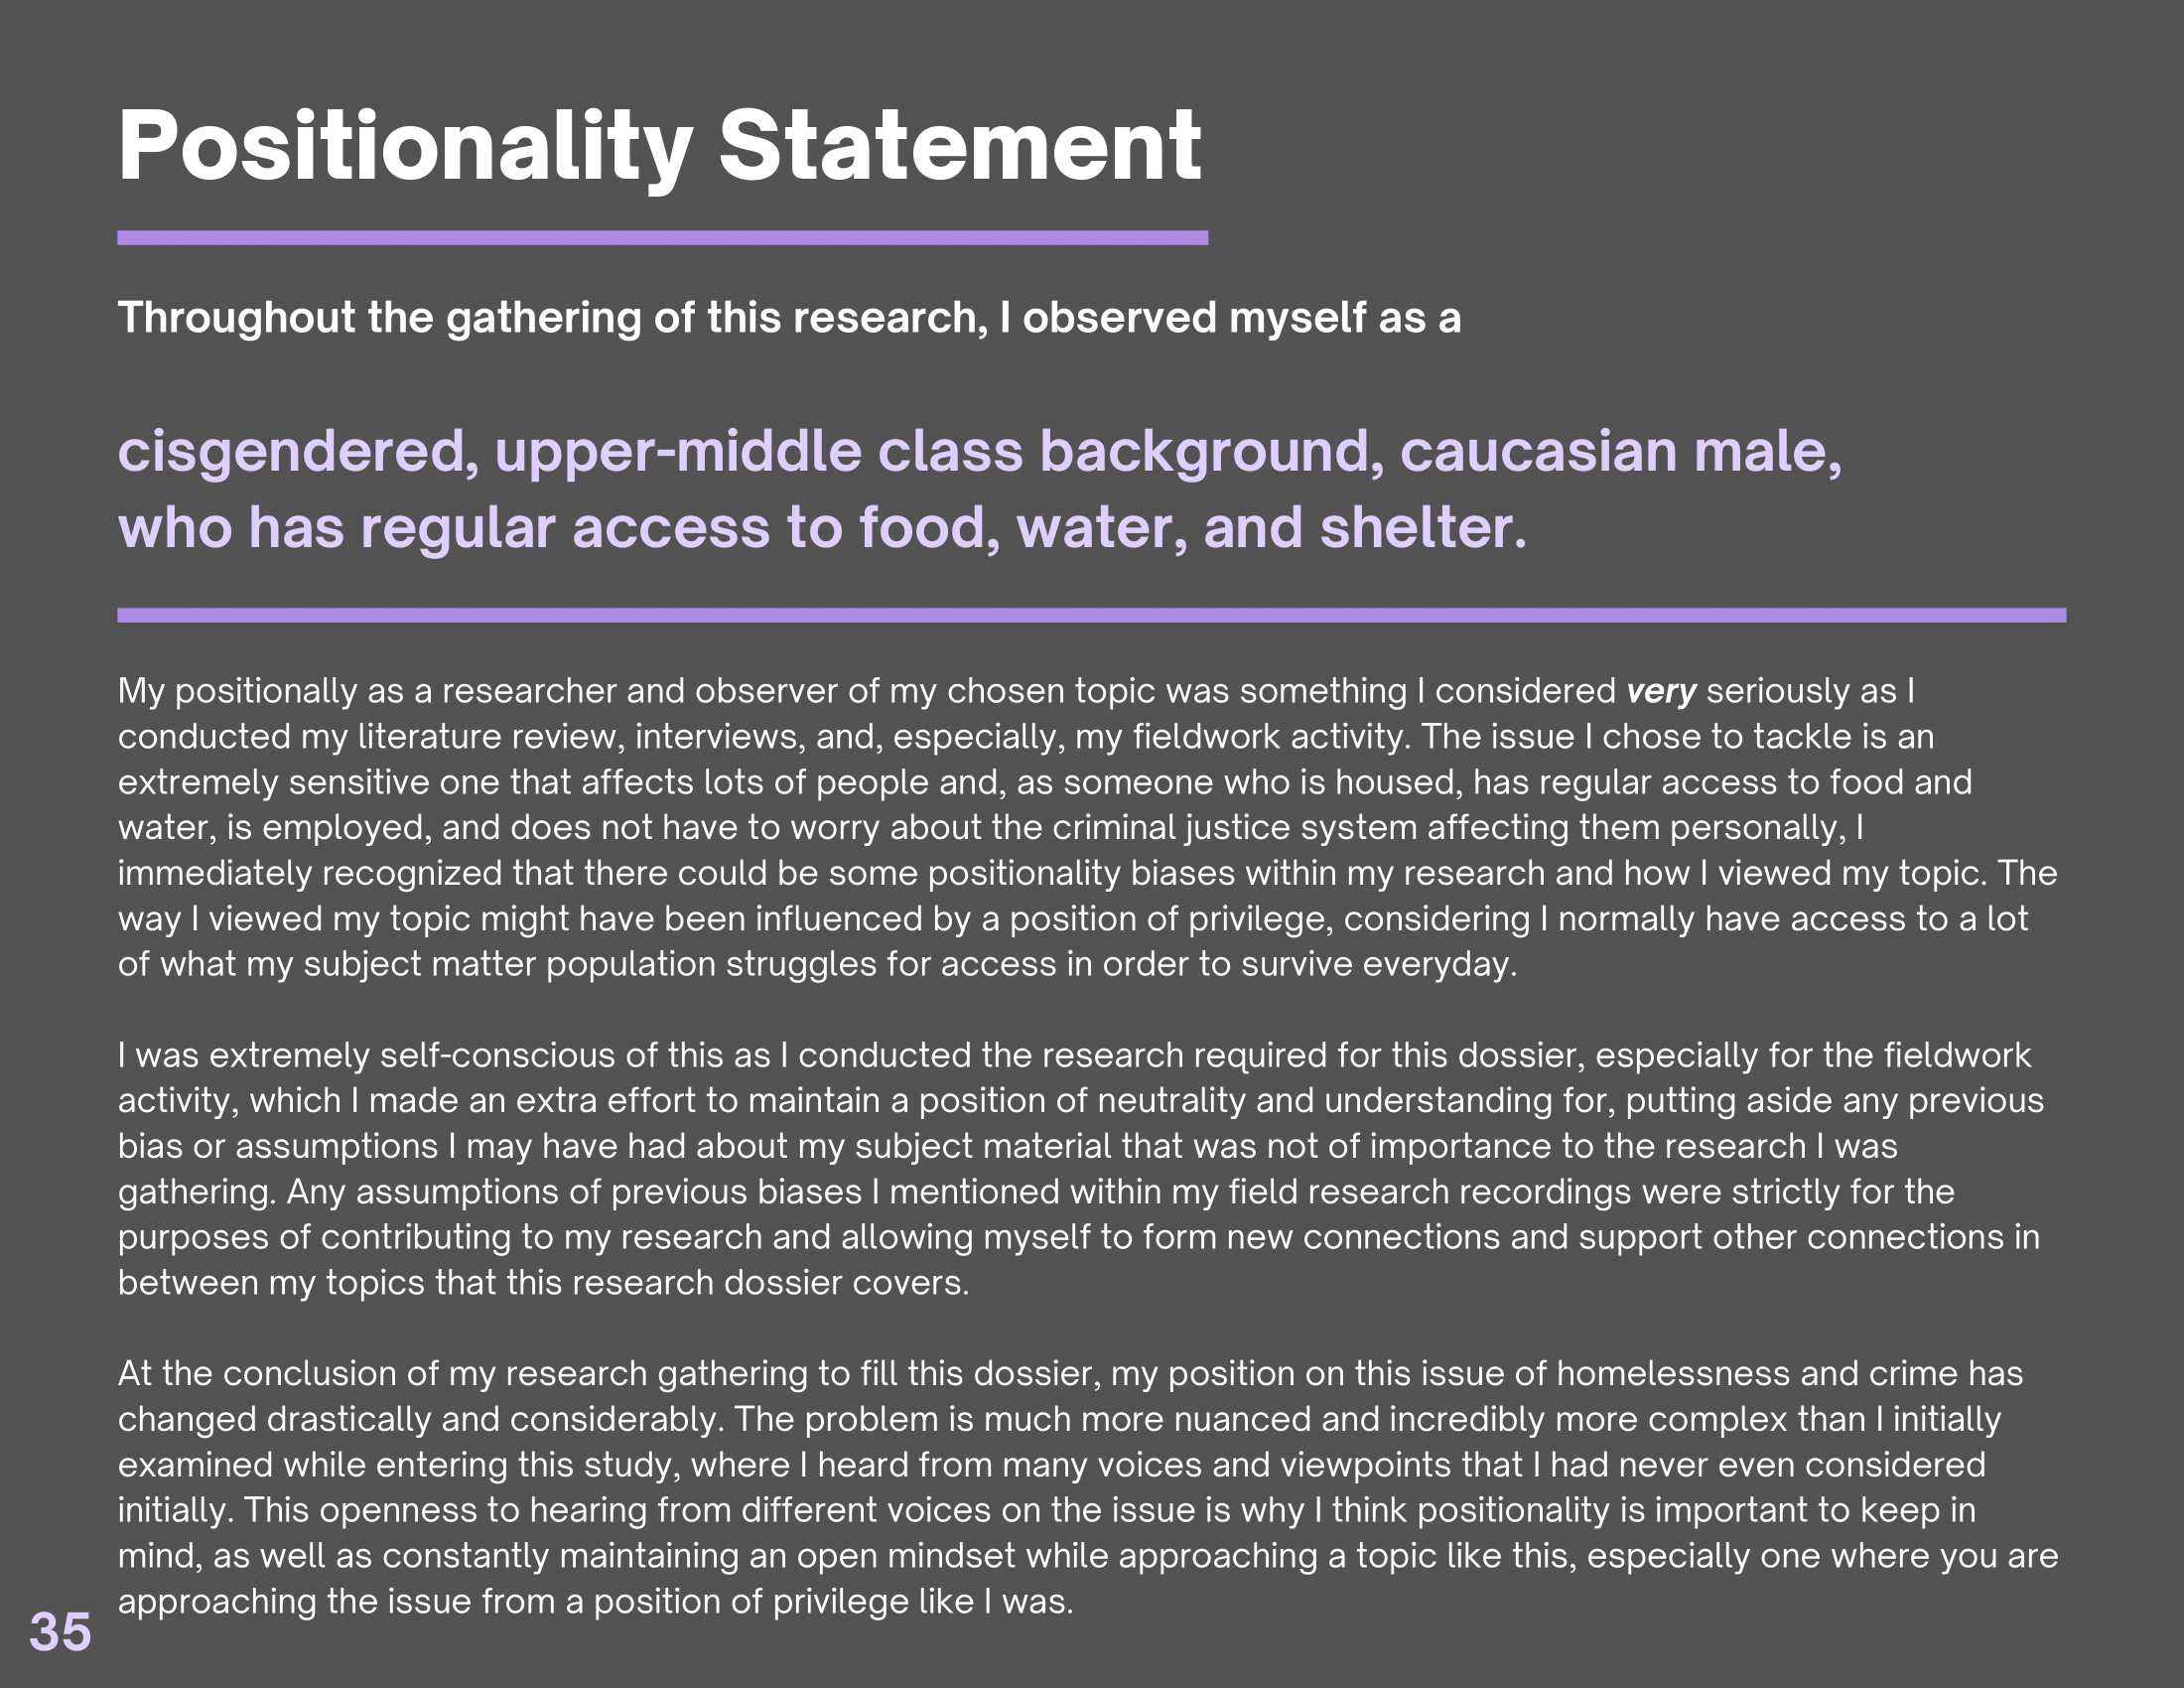 Positionality Statement
Throughout the gathering of this research, I observed myself as a
cisgendered, upper-middle class background, caucasian male,
who has regular access to food, water, and shelter.
My positionally as a researcher and observer of my chosen topic was something I considered very seriously as I
conducted my literature review, interviews, and, especially, my fieldwork activity. The issue I chose to tackle is an
extremely sensitive one that affects lots of people and, as someone who is housed, has regular access to food and
water, is employed, and does not have to worry about the criminal justice system affecting them personally, I
immediately recognized that there could be some positionality biases within my research and how I viewed my topic. The
way I viewed my topic might have been influenced by a position of privilege, considering I normally have access to a lot
of what my subject matter population struggles for access in order to survive everyday.
I was extremely self-conscious of this as I conducted the research required for this dossier, especially for the fieldwork
activity, which I made an extra effort to maintain a position of neutrality and understanding for, putting aside any previous
bias or assumptions I may have had about my subject material that was not of importance to the research I was
gathering. Any assumptions of previous biases I mentioned within my field research recordings were strictly for the
purposes of contributing to my research and allowing myself to form new connections and support other connections in
between my topics that this research dossier covers.
At the conclusion of my research gathering to fill this dossier, my position on this issue of homelessness and crime has
changed drastically and considerably. The problem is much more nuanced and incredibly more complex than I initially
examined while entering this study, where I heard from many voices and viewpoints that I had never even considered
initially. This openness to hearing from different voices on the issue is why I think positionality is important to keep in
mind, as well as constantly maintaining an open mindset while approaching a topic like this, especially one where you are
approaching the issue from a position of privilege like I was.
35